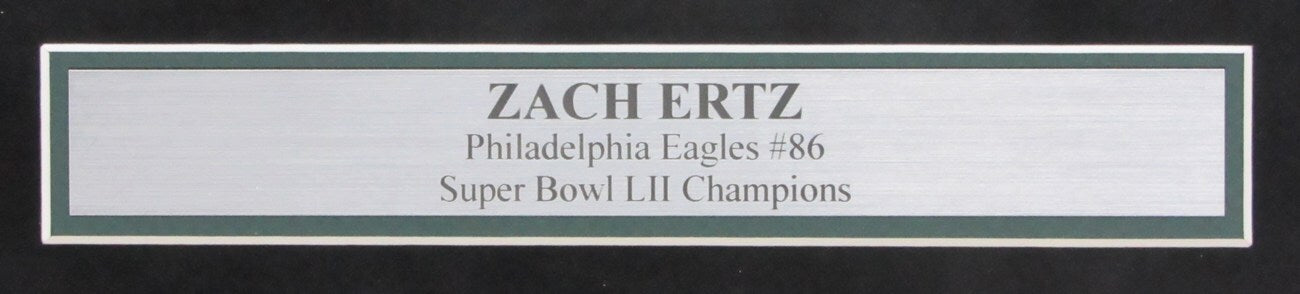 ZACH ERTZ
Philadelphia Eagles #86
Super Bowl LII Champions